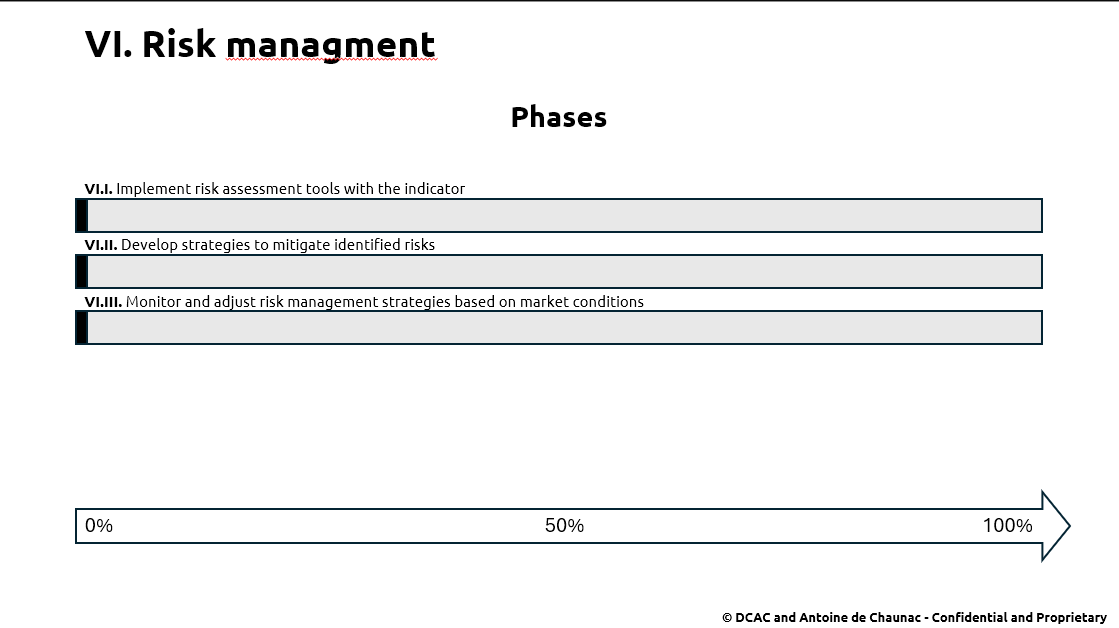 VI. Risk managment
Phases
VI.I. Implement risk assessment tools with the indicator
VI.II. Develop strategies to mitigate identified risks
VI.III. Monitor and adjust risk management strategies based on market conditions
0% 50% 100%
© DCAC and Antoine de Chaunac - Confidential and Proprietary